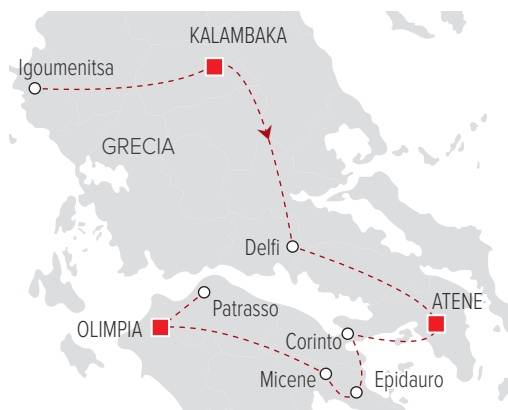 KALAMBAKA
Igoumenitsa
GRECIA
Delfi
Patrasso
ATENE
OLIMPIA
Corinto
Micene
Epidauro